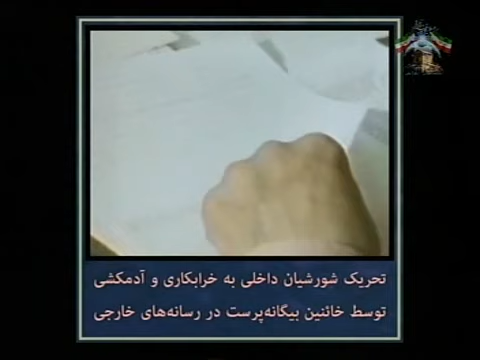 تحریک شورشیان داخلی به خرابکاری و آدمکشی
توسط خائنین بیگانه‌پرست در رسانه‌های خارجی